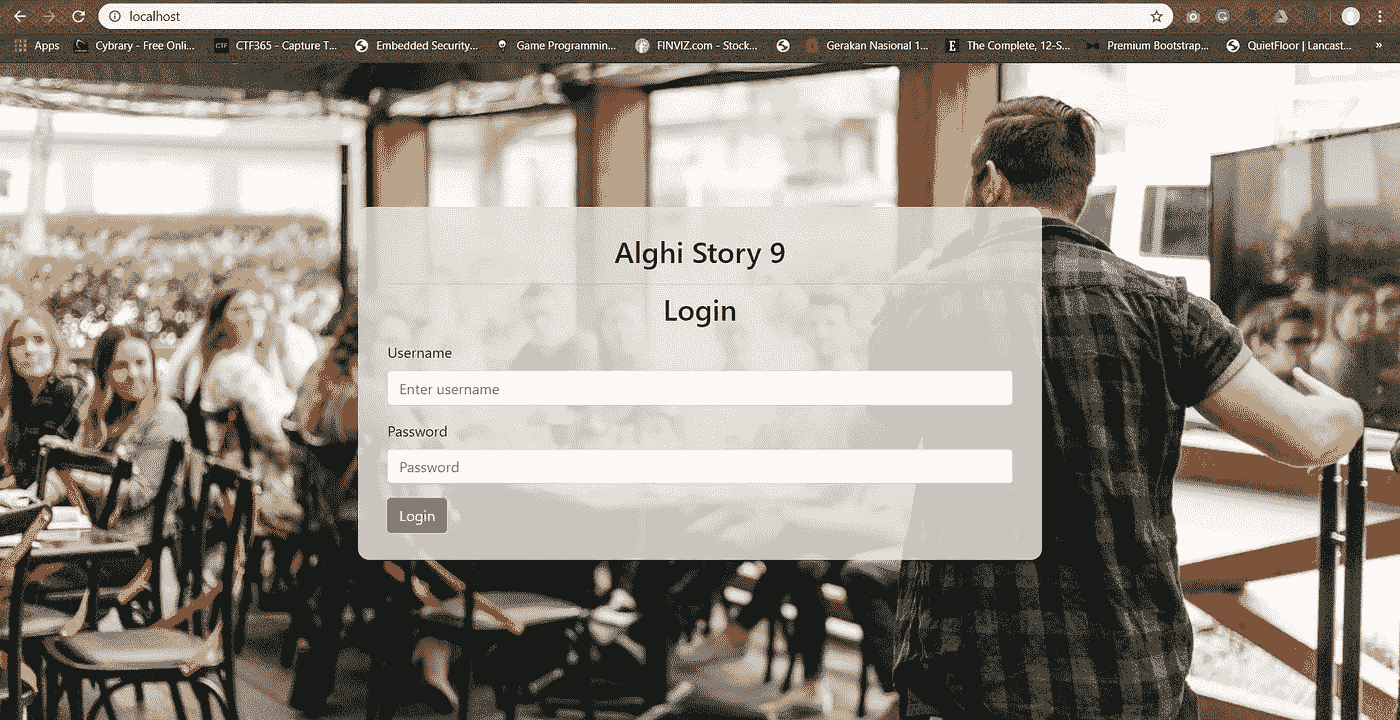 localhost
Apps
Cybrary - Free Onli...
CTF
CTF365 - Capture T...
Embedded Security...
Game Programmin...
FINVIZ.com - Stock...
Gerakan Nasional 1...
E
The Complete, 12-S...
Premium Bootstrap...
QuietFloor | Lancast...
»
Alghi Story 9
Login
Username
Enter username
Password
Password
Login